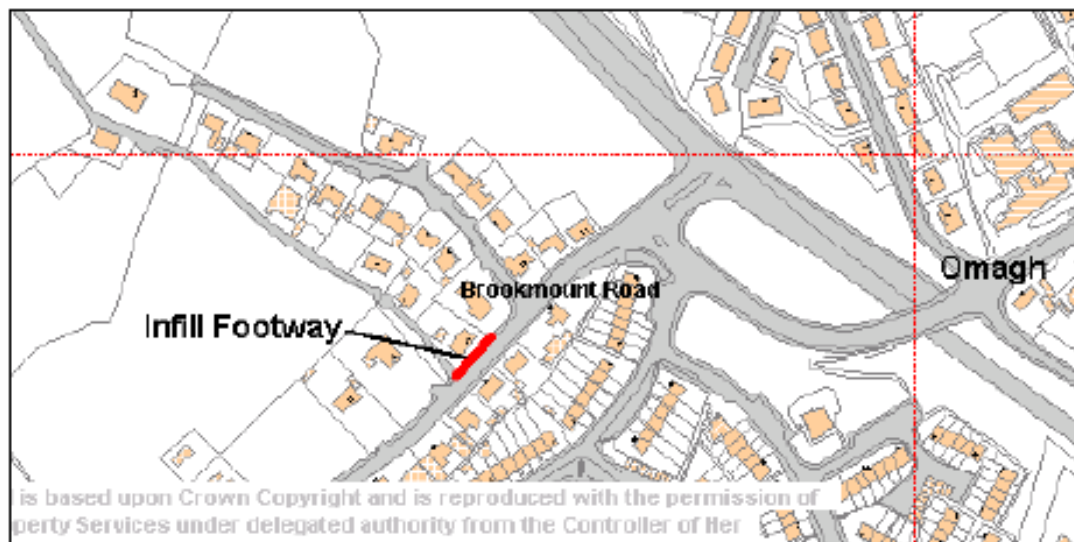 Omagh
Brookmount Road
Infill Footway
is based upon Crown Copyright and is reproduced with the permission of
perty Services under delegated authority from the Controller of Her